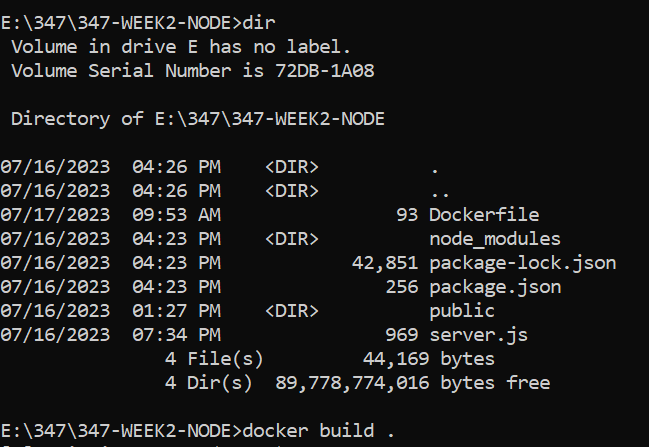 E:\347\347-WEEK2-NODE>dir
 Volume in drive E has no label.
 Volume Serial Number is 72DB-1A08

 Directory of E:\347\347-WEEK2-NODE

07/16/2023  04:26 PM    <DIR>          .
07/16/2023  04:26 PM    <DIR>          ..
07/17/2023  09:53 AM                93 Dockerfile
07/16/2023  04:23 PM    <DIR>          node_modules
07/16/2023  04:23 PM            42,851 package-lock.json
07/16/2023  04:23 PM               256 package.json
07/16/2023  01:27 PM    <DIR>          public
07/16/2023  07:34 PM               969 server.js
               4 File(s)         44,169 bytes
               4 Dir(s)  89,778,774,016 bytes free

E:\347\347-WEEK2-NODE>docker build .